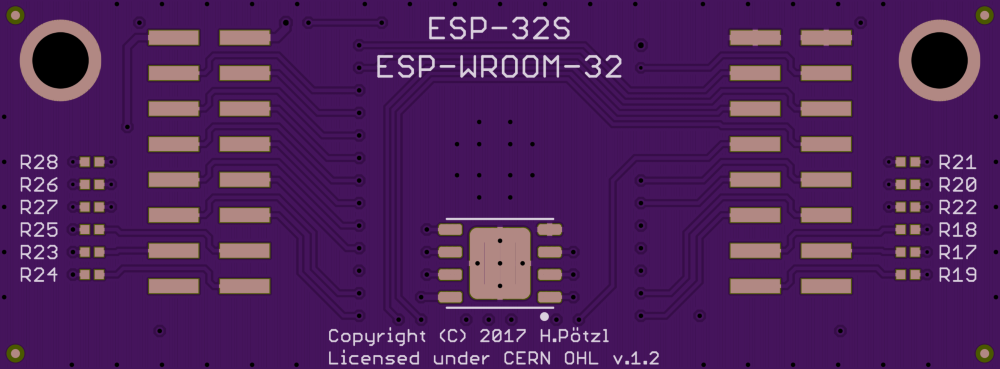 ESP-32S
ESP-WROOM-32
R28
R26
R27
R25
R23
R24
R21
R20
R22
R18
R17
R19
Copyright (C) 2017 H.Pötzl
Licensed under CERN OHL v.1.2